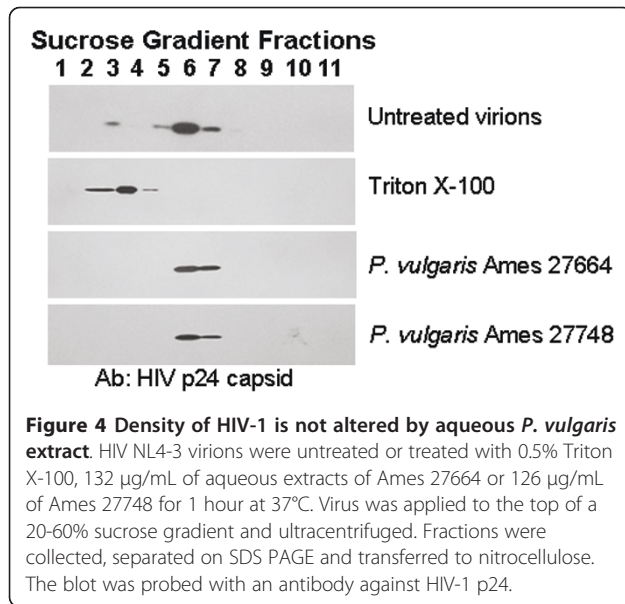 Sucrose Gradient Fractions
1 2 3 4 5 6 7 8 9 10 11
Untreated virions
Triton X-100
P. vulgaris Ames 27664
P. vulgaris Ames 27748
Ab: HIV p24 capsid
Figure 4 Density of HIV-1 is not altered by aqueous P. vulgaris
extract. HIV NL4-3 virions were untreated or treated with 0.5% Triton
X-100, 132 μg/mL of aqueous extracts of Ames 27664 or 126 μg/mL
of Ames 27748 for 1 hour at 37°C. Virus was applied to the top of a
20-60% sucrose gradient and ultracentrifuged. Fractions were
collected, separated on SDS PAGE and transferred to nitrocellulose.
The blot was probed with an antibody against HIV-1 p24.